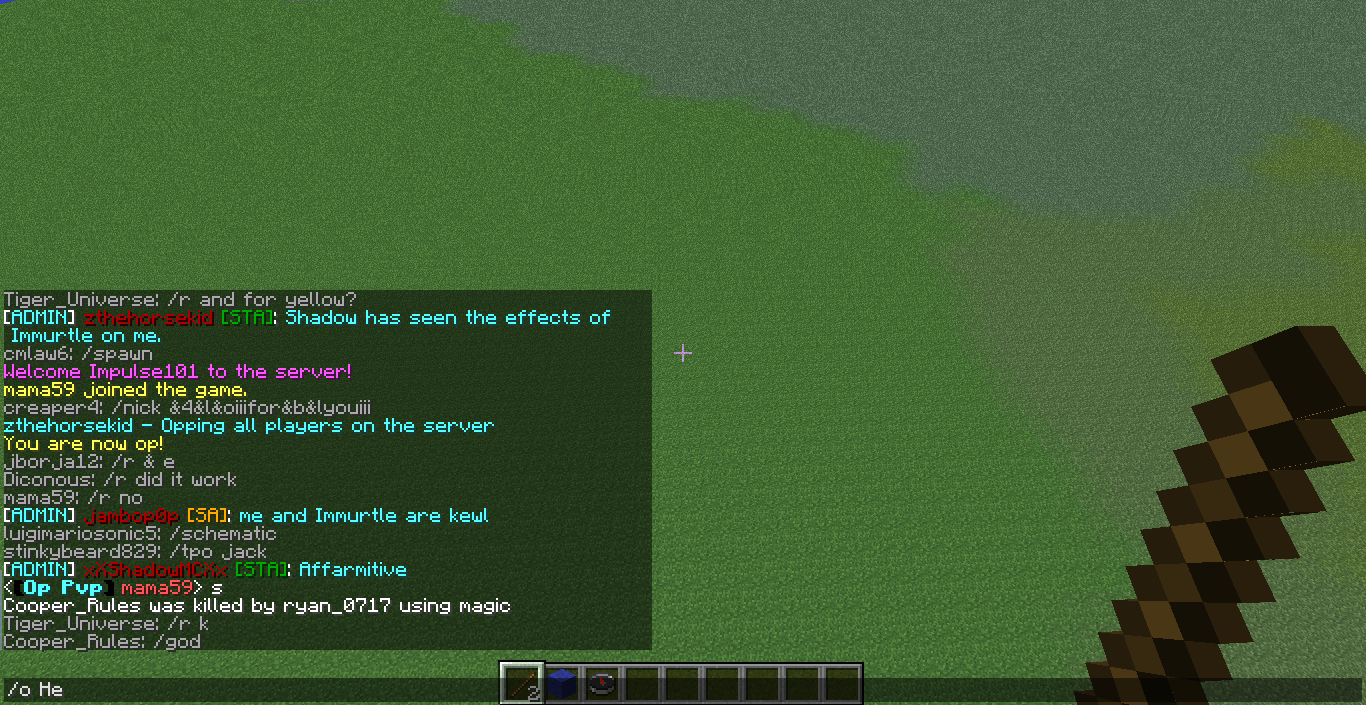 Tiger_Universe: /r and for yellow?
[ADMIN] zthehorsekid [STA]: Shadow has seen the effects of
Immurtle on me.
cmlaw6: /spawn
Welcome Impulse101 to the server!
mama59 joined the game.
creaper4: /nick &4&l&oiiifor&b&lyouiii
zthehorsekid - Opping all players on the server
You are now op!
jborja12: /r & e
Diconous: /r did it work
mama59: /r no
[ADMIN] jambop0p [SA]: me and Immurtle are kewl
luigimariosonic5: /schematic
stinkybeard829: /tpo jack
[ADMIN] xXShadowMCXx [STA]: Affarmitive
<[Op Pvp] mama59> s
Cooper_Rules was killed by ryan_0717 using magic
Tiger_Universe: /r k
Cooper_Rules: /god
2
/o He